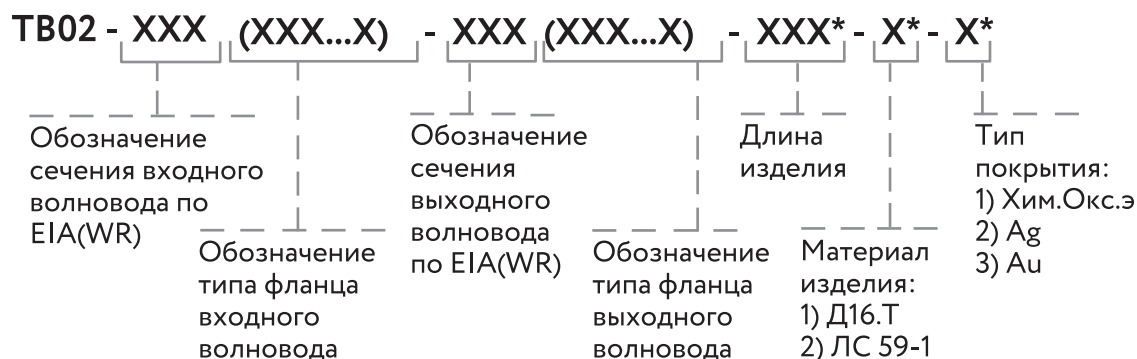 ТВ02 - XXX (XXX...X) - XXX (XXX...X) - XXX* - X* - X*
Обозначение
сечения входного
волновода по
EIA(WR)
Обозначение
типа фланца
входного
волновода
Обозначение
сечения
выходного
волновода
по EIA(WR)
Обозначение
типа фланца
выходного
волновода
Длина
изделия
Материал
изделия:
1) Д16.Т
2) ЛС 59-1
Тип
покрытия:
1) Хим.Окс.э
2) Ag
3) Au